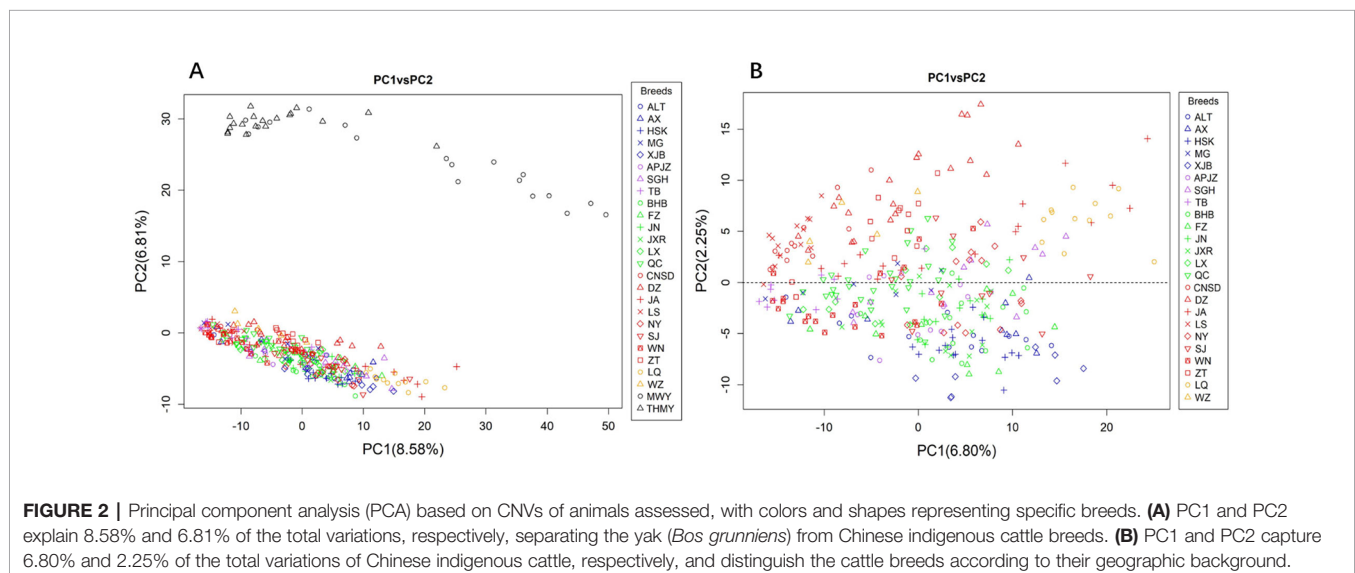 A
PC1vsPC2
PC2(6.81%)
30
20
10
0
-10
-10
0
10
20
30
40
50
PC1(8.58%)
Breeds
ALT
AX
HSK
MG
XJB
APJZ
SGH
TB
BHB
FZ
JN
JXR
LX
QC
CNSD
DZ
JA
LS
NY
SJ
WN
ZT
LQ
WZ
MWY
THMY
B
PC1vsPC2
PC2(2.25%)
15
10
5
0
-5
-10
-10
0
10
20
PC1(6.80%)
Breeds
ALT
AX
HSK
MG
XJB
APJZ
SGH
TB
BHB
FZ
JN
JXR
LX
QC
CNSD
DZ
JA
LS
NY
SJ
WN
ZT
LQ
WZ
FIGURE 2 | Principal component analysis (PCA) based on CNVs of animals assessed, with colors and shapes representing specific breeds. (A) PC1 and PC2
explain 8.58% and 6.81% of the total variations, respectively, separating the yak (Bos grunniens) from Chinese indigenous cattle breeds. (B) PC1 and PC2 capture
6.80% and 2.25% of the total variations of Chinese indigenous cattle, respectively, and distinguish the cattle breeds according to their geographic background.